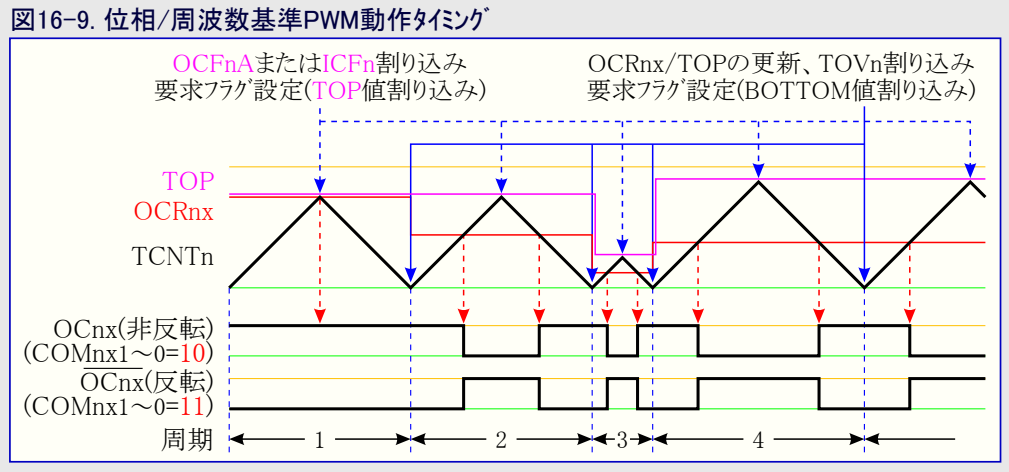 図16-9. 位相/周波数基準PWM動作ﾀｲﾐﾝｸﾞ
OCFnAまたはICFn割り込み
要求ﾌﾗｸﾞ設定(TOP値割り込み)
OCRnx/TOPの更新、TOVn割り込み
要求ﾌﾗｸﾞ設定(BOTTOM値割り込み)
TOP
OCRnx
TCNTn
OCnx(非反転)
(COMnx1～0=10)
OCnx(反転)
(COMnx1～0=11)
周期 1 2 3 4